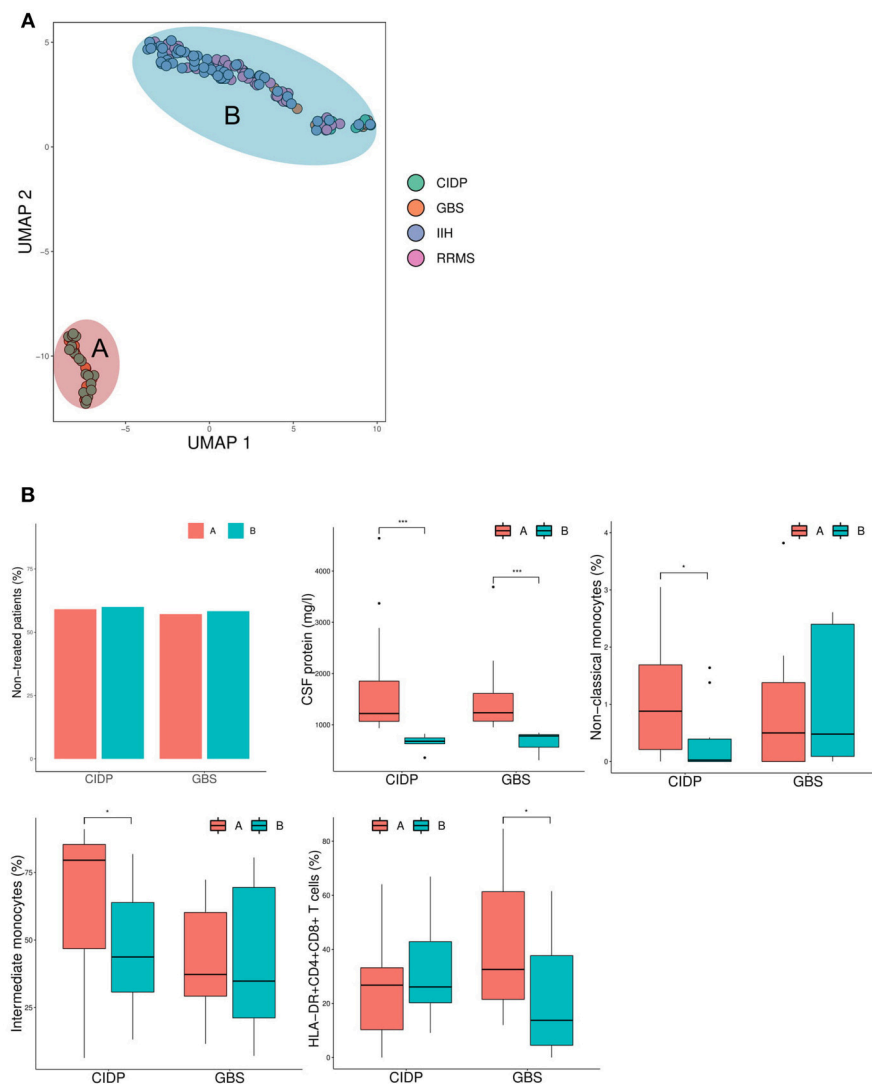 A
5
0
-5
-10
UMAP 2
B
A
-5
0
5
10
UMAP 1
CIDP
GBS
IIH
RRMS
B
A B
Non-treated patients (%)
75
50
25
0
CIDP GBS
A B
CSF protein (mg/l)
***
***
4000
3000
2000
1000
CIDP GBS
A B
Non-classical monocytes (%)
*
4
3
2
1
0
CIDP GBS
A B
Intermediate monocytes (%)
*
75
50
25
CIDP GBS
A B
HLA-DR+CD4+CD8+ T cells (%)
*
80
60
40
20
0
CIDP GBS